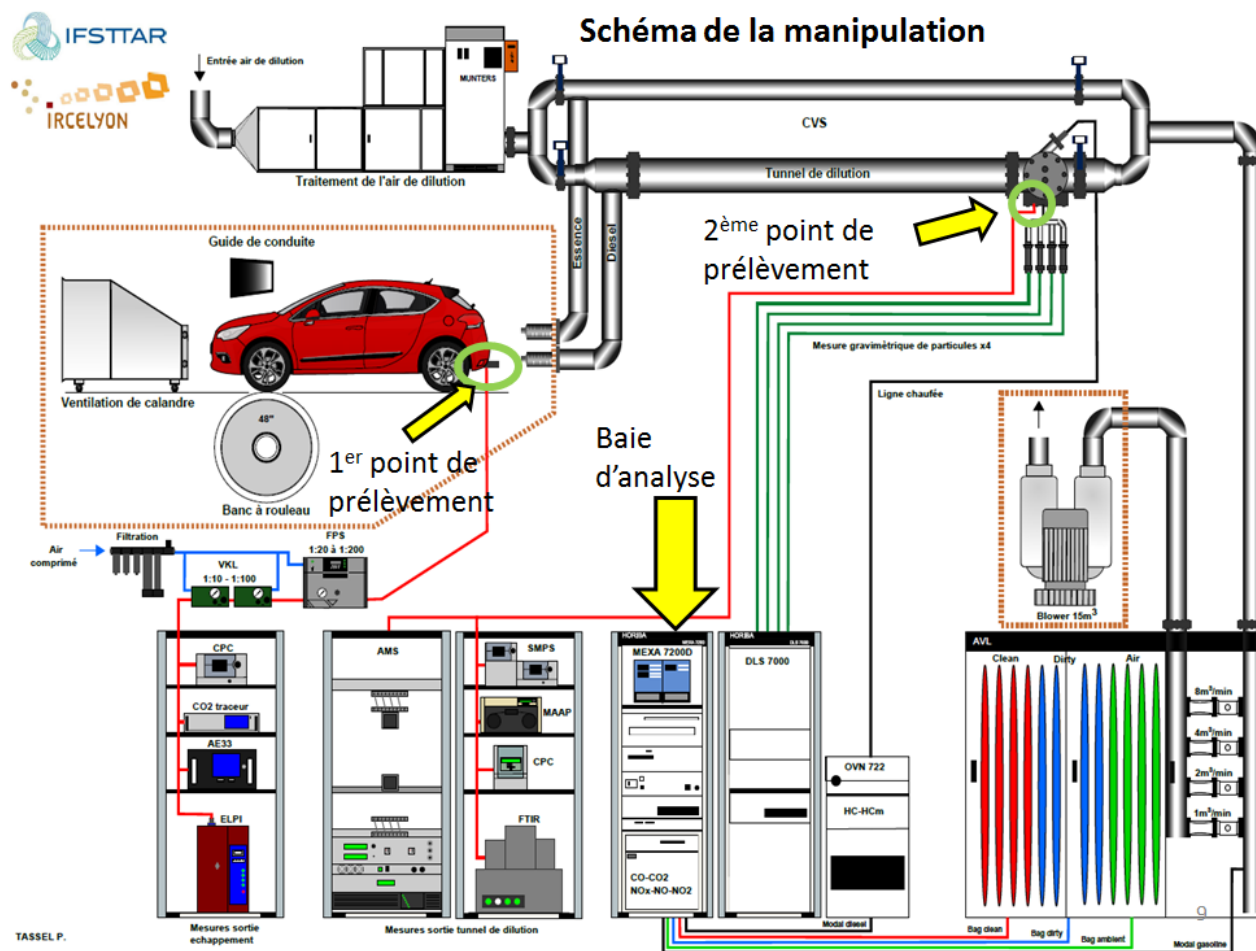 IFSTTAR
IRCELYON
Schéma de la manipulation
Entrée air de dilution
MUNTERS
Traitement de l'air de dilution
CVS
Tunnel de dilution
Essence
Diesel
2ème point de
prélèvement
Guide de conduite
Mesure gravimétrique de particules x4
Ventilation de calandre
Ligne chaufée
48"
Banc à rouleau
1er point de
prélèvement
Baie
d'analyse
Filtration
Air
comprimé
VKL
1:10 - 1:100
FPS
1:20 à 1:200
Blower 15m3
CPC
CO2 traceur
AE33
ELPI
Mesures sortie
echappement
AMS
SMPS
MAAP
CPC
FTIR
Mesures sortie tunnel de dilution
HORIBA
MEXA 7200D
CO-CO2
NOx-NO-NO2
HORIBA
DLS 7000
OVN 722
HC-HCm
Modal diesel
AVL
Clean
Dirty
Air
8m3/min
4m3/min
2m3/min
1m3/min
Bag clean
Bag dirty
Bag ambient
Modal gasoline
9
TASSEL P.